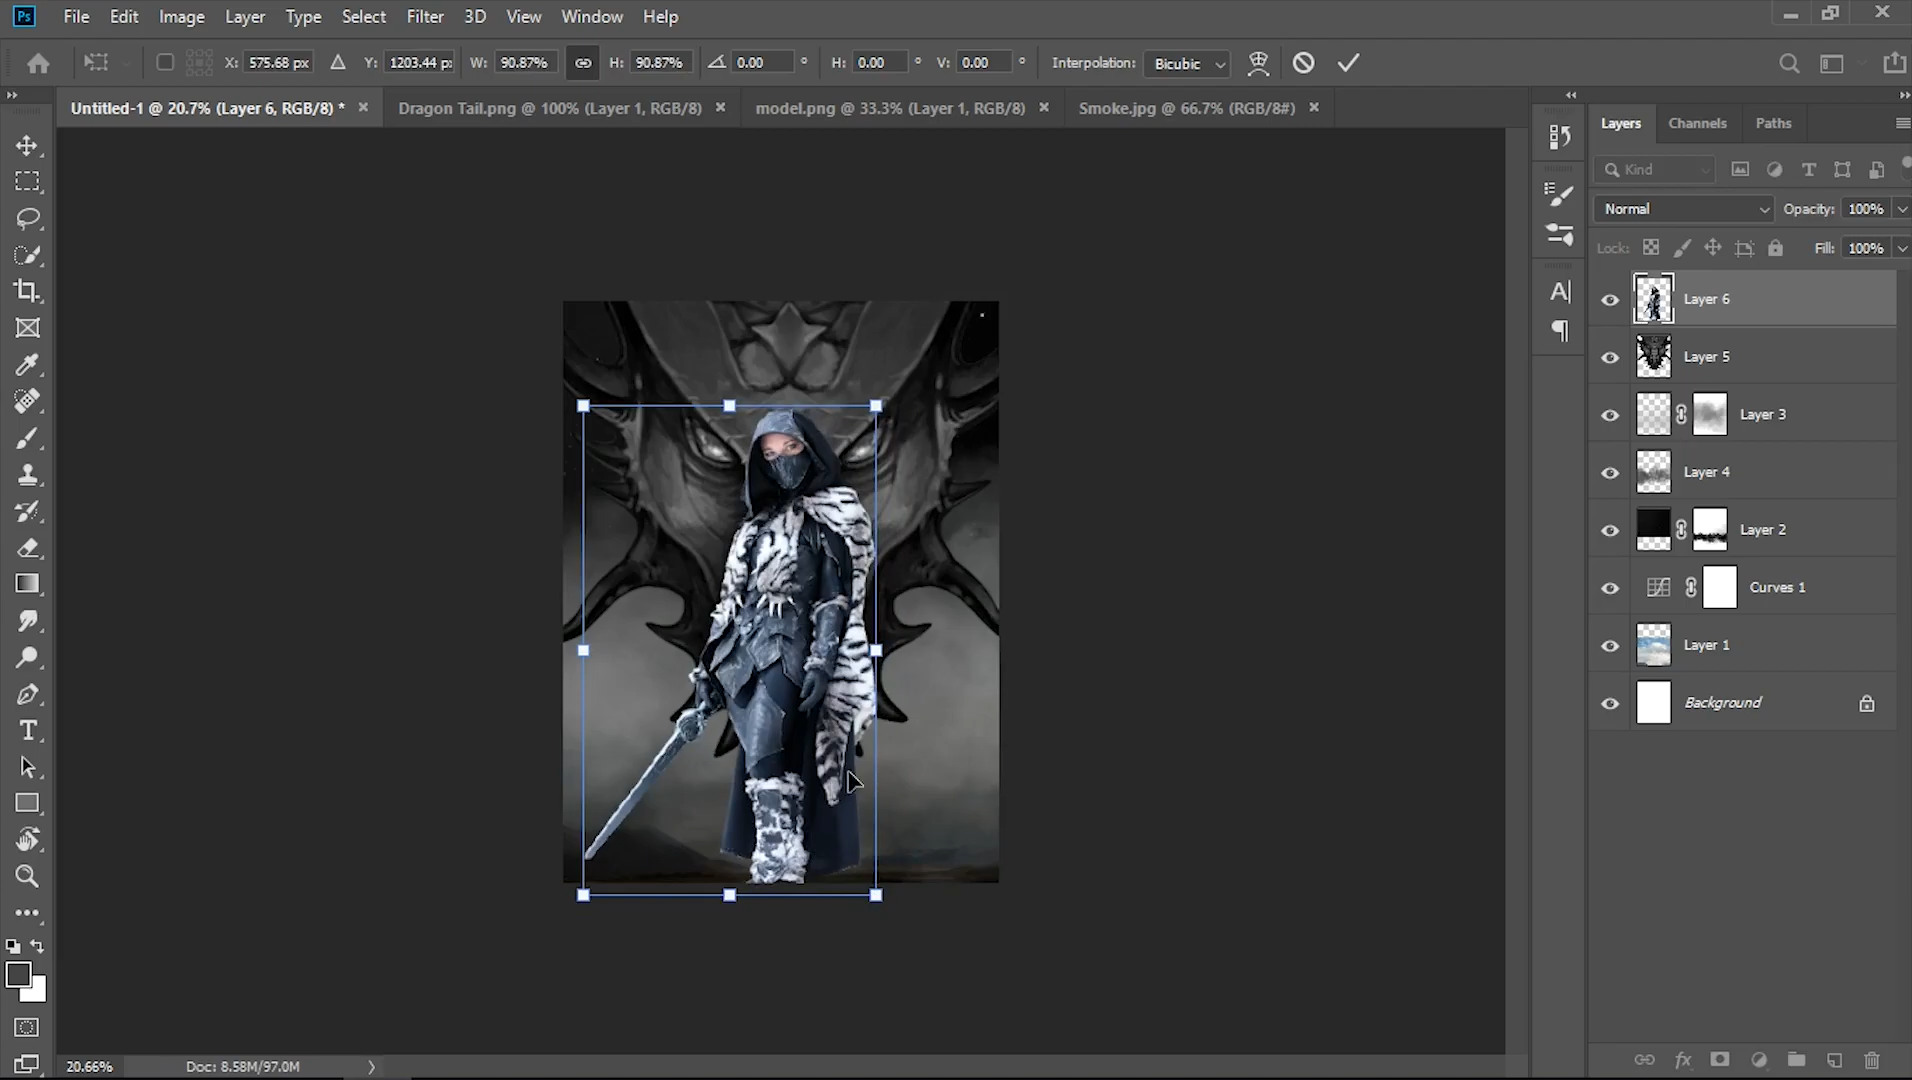 Ps File Edit Image Layer Type Select Filter 3D View Window Help
X: 575.68 px Y: 1203.44 p W: 90.87% H: 90.87% 0.00 ° H: 0.00 ° V: 0.00 ° Interpolation: Bicubic
Untitled-1 @ 20.7% (Layer 6, RGB/8) * Dragon Tail.png @ 100% (Layer 1, RGB/8) model.png @ 33.3% (Layer 1, RGB/8) Smoke.jpg @ 66.7% (RGB/8#)
Layers Channels Paths
Kind
Normal Opacity: 100%
Lock: Fill: 100%
Layer 6
Layer 5
Layer 3
Layer 4
Layer 2
Curves 1
Layer 1
Background
20.66% Doc: 8.58M/97.0M